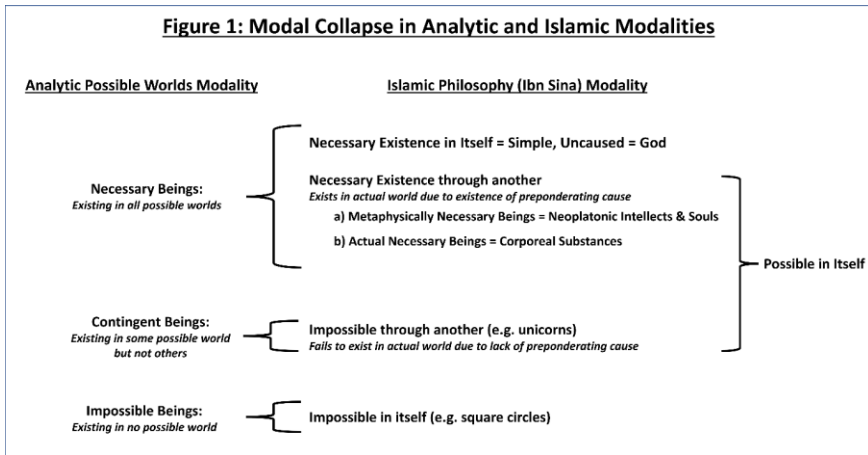 Figure 1: Modal Collapse in Analytic and Islamic Modalities
Analytic Possible Worlds Modality
Islamic Philosophy (Ibn Sina) Modality
Necessary Beings:
Existing in all possible worlds
Necessary Existence in Itself = Simple, Uncaused = God
Necessary Existence through another
Exists in actual world due to existence of preponderating cause
a) Metaphysically Necessary Beings = Neoplatonic Intellects & Souls
b) Actual Necessary Beings = Corporeal Substances
Possible in Itself
Contingent Beings:
Existing in some possible world
but not others
Impossible through another (e.g. unicorns)
Fails to exist in actual world due to lack of preponderating cause
Impossible Beings:
Existing in no possible world
Impossible in itself (e.g. square circles)